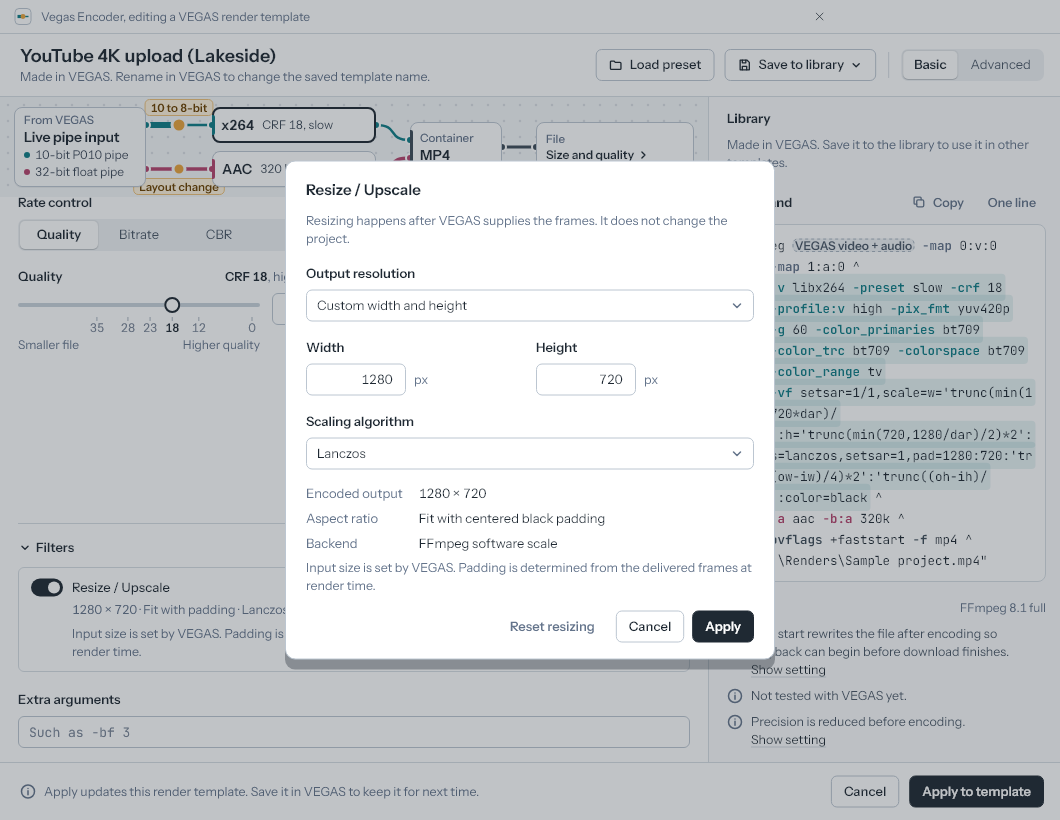 Vegas Encoder, editing a VEGAS render template
YouTube 4K upload (Lakeside)
Made in VEGAS. Rename in VEGAS to change the saved template name.
Load preset
Save to library
Basic
Advanced
From VEGAS
Live pipe input
10-bit P010 pipe
32-bit float pipe
10 to 8-bit
Layout change
x264 CRF 18, slow
AAC 320
Container
MP4
File
Size and quality
Library
Made in VEGAS. Save it to the library to use it in other
Rate control
Quality
Bitrate
CBR
Quality
CRF 18,
35 28 23 18 12 0
Smaller file
Higher quality
Filters
Resize / Upscale
1280 × 720 · Fit with padding · Lanczos
Input size is set by VEGAS. Padding is
render time.
Extra arguments
Such as -bf 3
Resize / Upscale
Resizing happens after VEGAS supplies the frames. It does not change the
project.
Output resolution
Custom width and height
Width
Height
1280 px
720 px
Scaling algorithm
Lanczos
Encoded output 1280 × 720
Aspect ratio Fit with centered black padding
Backend FFmpeg software scale
Input size is set by VEGAS. Padding is determined from the delivered frames at
render time.
Reset resizing
Cancel
Apply
Copy
One line
VEGAS video + audio -map 0:v:0
-map 1:a:0 ^
libx264 -preset slow -crf 18
-profile:v high -pix_fmt yuv420p
60 -color_primaries bt709
-color_trc bt709 -colorspace bt709
-color_range tv
setsar=1/1,scale=w='trunc(min(1
720*dar)/
:h='trunc(min(720,1280/dar)/2)*2':
=lanczos,setsar=1,pad=1280:720:'tr
(ow-iw)/4)*2':'trunc((oh-ih)/
:color=black ^
aac -b:a 320k ^
+faststart -f mp4 ^
\Renders\Sample project.mp4"
FFmpeg 8.1 full
start rewrites the file after encoding so
can begin before download finishes.
Show setting
Not tested with VEGAS yet.
Precision is reduced before encoding.
Show setting
Apply updates this render template. Save it in VEGAS to keep it for next time.
Cancel
Apply to template